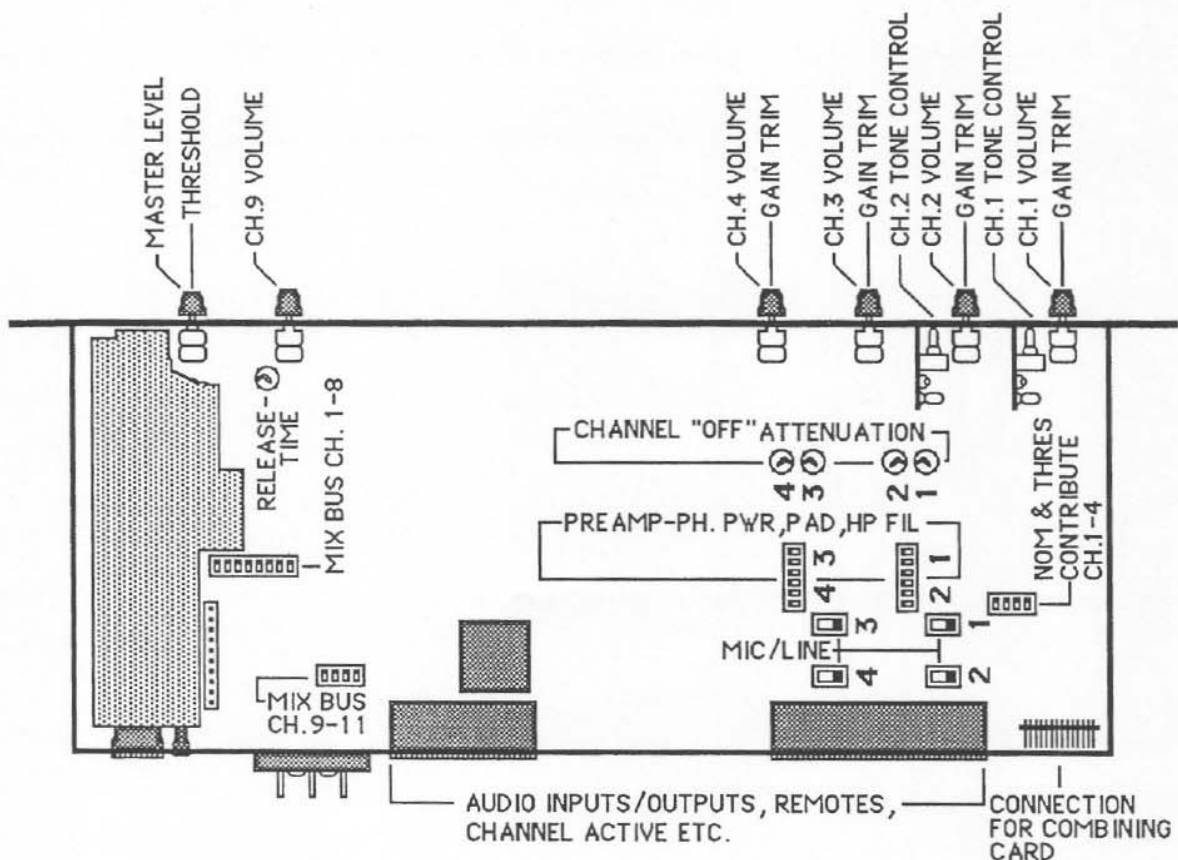 MASTER LEVEL
THRESHOLD
CH.9 VOLUME
CH.4 VOLUME
GAIN TRIM
CH.3 VOLUME
GAIN TRIM
CH.2 TONE CONTROL
CH.2 VOLUME
GAIN TRIM
CH.1 TONE CONTROL
CH.1 VOLUME
GAIN TRIM
RELEASE-
TIME
MIX BUS CH. 1-8
CHANNEL "OFF" ATTENUATION
4 3 2 1
PREAMP-PH. PWR,PAD,HP FIL
3 1
4 2
NOM & THRES
CONTRIBUTE
CH.1-4
3 1
MIC/LINE
4 2
MIX BUS
CH.9-11
AUDIO INPUTS/OUTPUTS, REMOTES,
CHANNEL ACTIVE ETC.
CONNECTION
FOR COMBINING
CARD